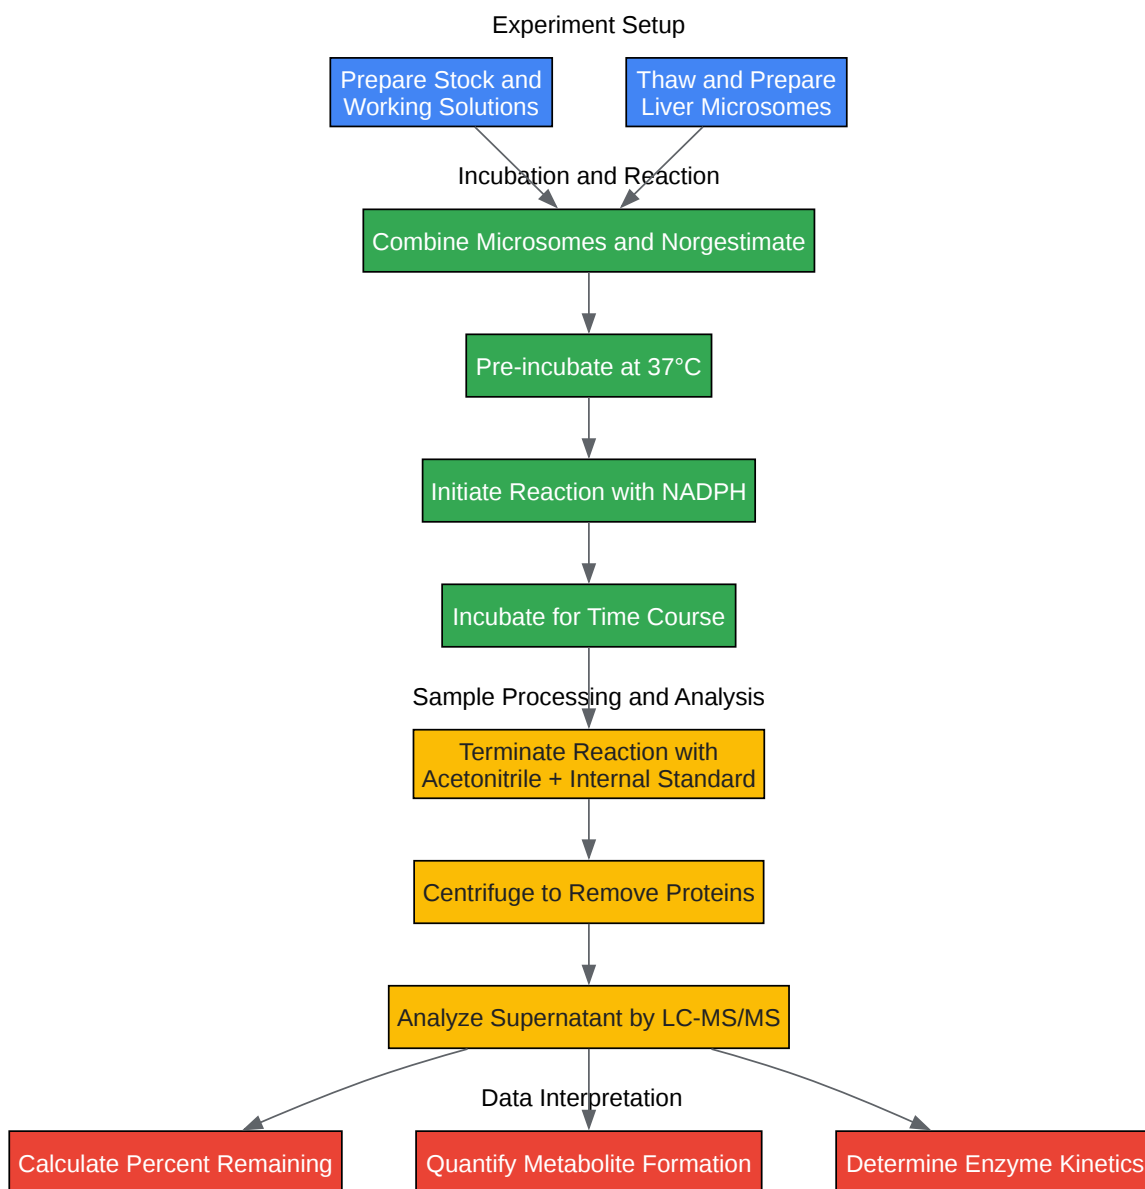 Experiment Setup
Prepare Stock and
Working Solutions
Thaw and Prepare
Liver Microsomes
Incubation and Reaction
Combine Microsomes and Norgestimate
Pre-incubate at 37°C
Initiate Reaction with NADPH
Incubate for Time Course
Sample Processing and Analysis
Terminate Reaction with
Acetonitrile + Internal Standard
Centrifuge to Remove Proteins
Analyze Supernatant by LC-MS/MS
Data Interpretation
Calculate Percent Remaining
Quantify Metabolite Formation
Determine Enzyme Kinetics